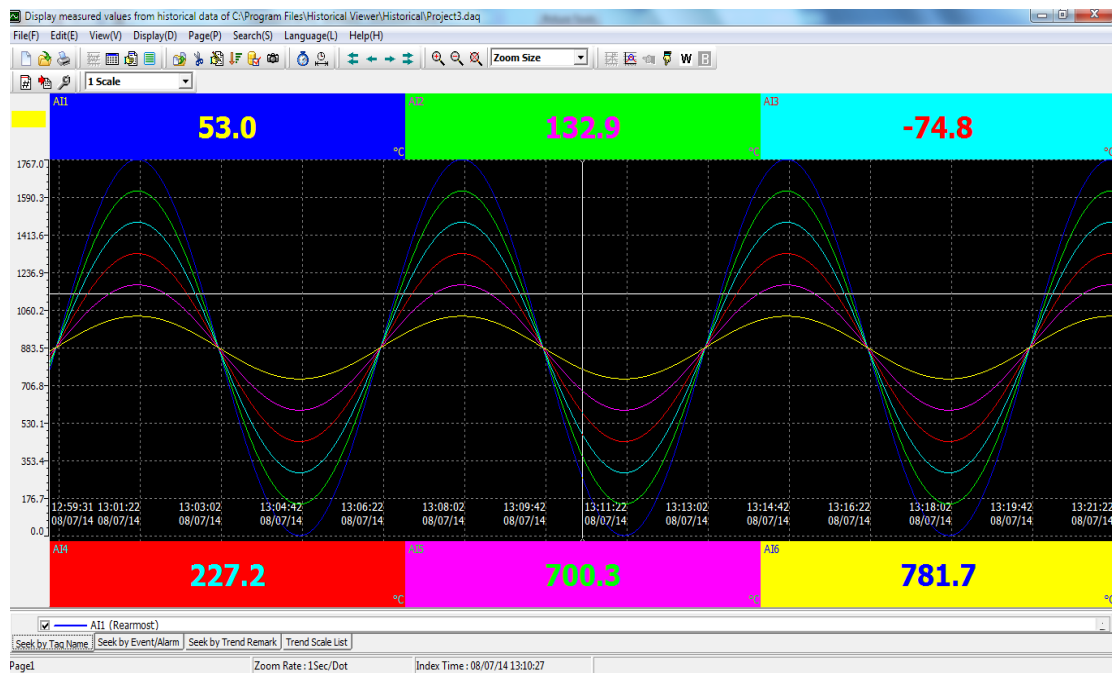 Display measured values from historical data of C:\Program Files\Historical Viewer\Historical\Project3.daq
File(F) Edit(E) View(V) Display(D) Page(P) Search(S) Language(L) Help(H)
Zoom Size
W B
1 Scale
AI1 AI2 AI3
53.0 132.9 -74.8
°C °C °C
1767.0
1590.3
1413.6
1236.9
1060.2
883.5
706.8
530.1
353.4
176.7
12:59:31 13:01:22 13:03:02 13:04:42 13:06:22 13:08:02 13:09:42 13:11:22 13:13:02 13:14:42 13:16:22 13:18:02 13:19:42 13:21:22
08/07/14 08/07/14 08/07/14 08/07/14 08/07/14 08/07/14 08/07/14 08/07/14 08/07/14 08/07/14 08/07/14 08/07/14 08/07/14 08/07/14
0.0
AI4 AI5 AI6
227.2 700.3 781.7
°C °C °C
AI1 (Rearmost)
Seek by Tag Name Seek by Event/Alarm Seek by Trend Remark Trend Scale List
Page1 Zoom Rate : 1Sec/Dot Index Time : 08/07/14 13:10:27